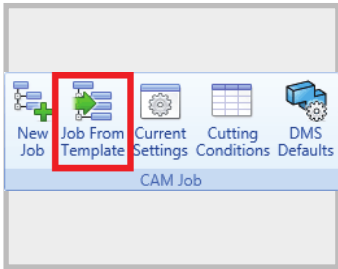 New Job From Current Cutting DMS
Job Template Settings Conditions Defaults
CAM Job